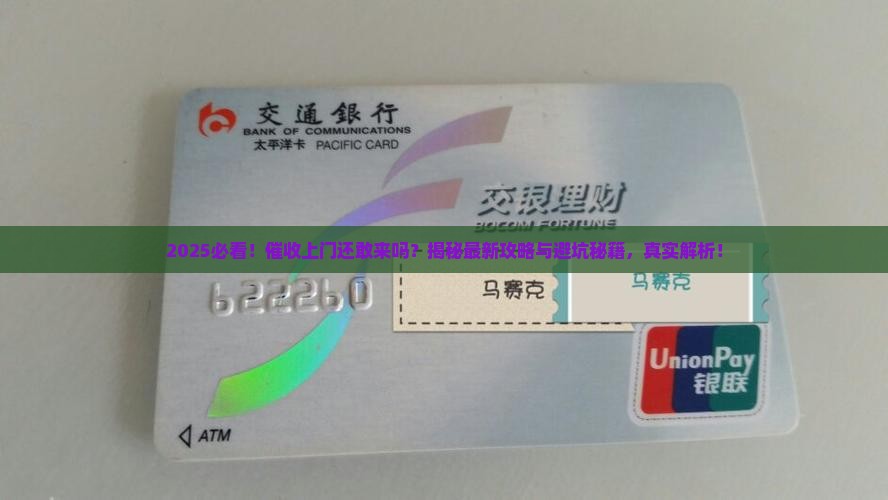 交通銀行
BANK OF COMMUNICATIONS
太平洋卡 PACIFIC CARD
交银理财
BOCOM FORTUNE
2025必看！催收上门还敢来吗？揭秘最新攻略与避坑秘籍，真实解析！
622260
马赛克
马赛克
UnionPay
银联
ATM